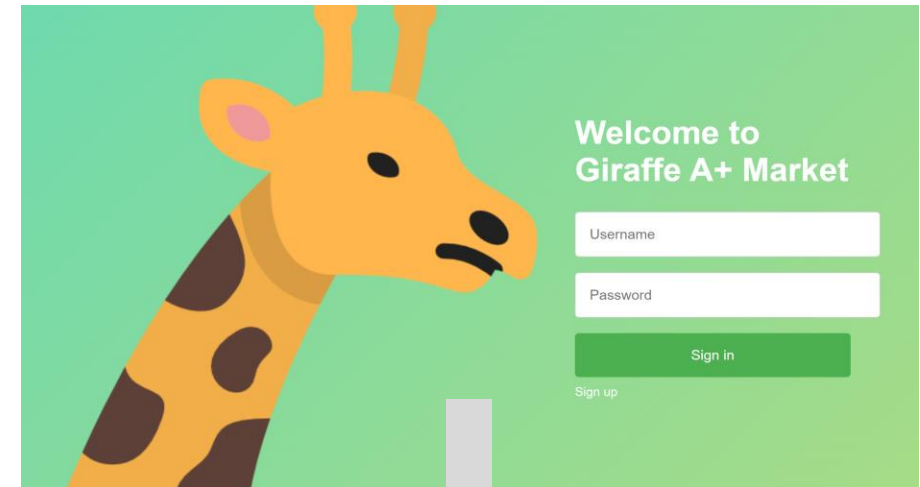 Welcome to
Giraffe A+ Market
Username
Password
Sign in
Sign up